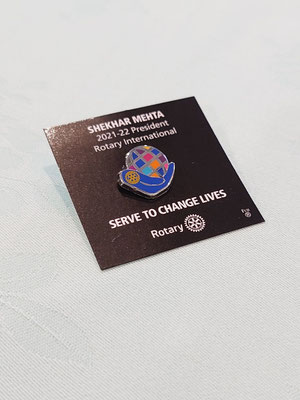 SHEKHAR MEHTA
2021-22 President
Rotary International
SERVE TO CHANGE LIVES
Rotary